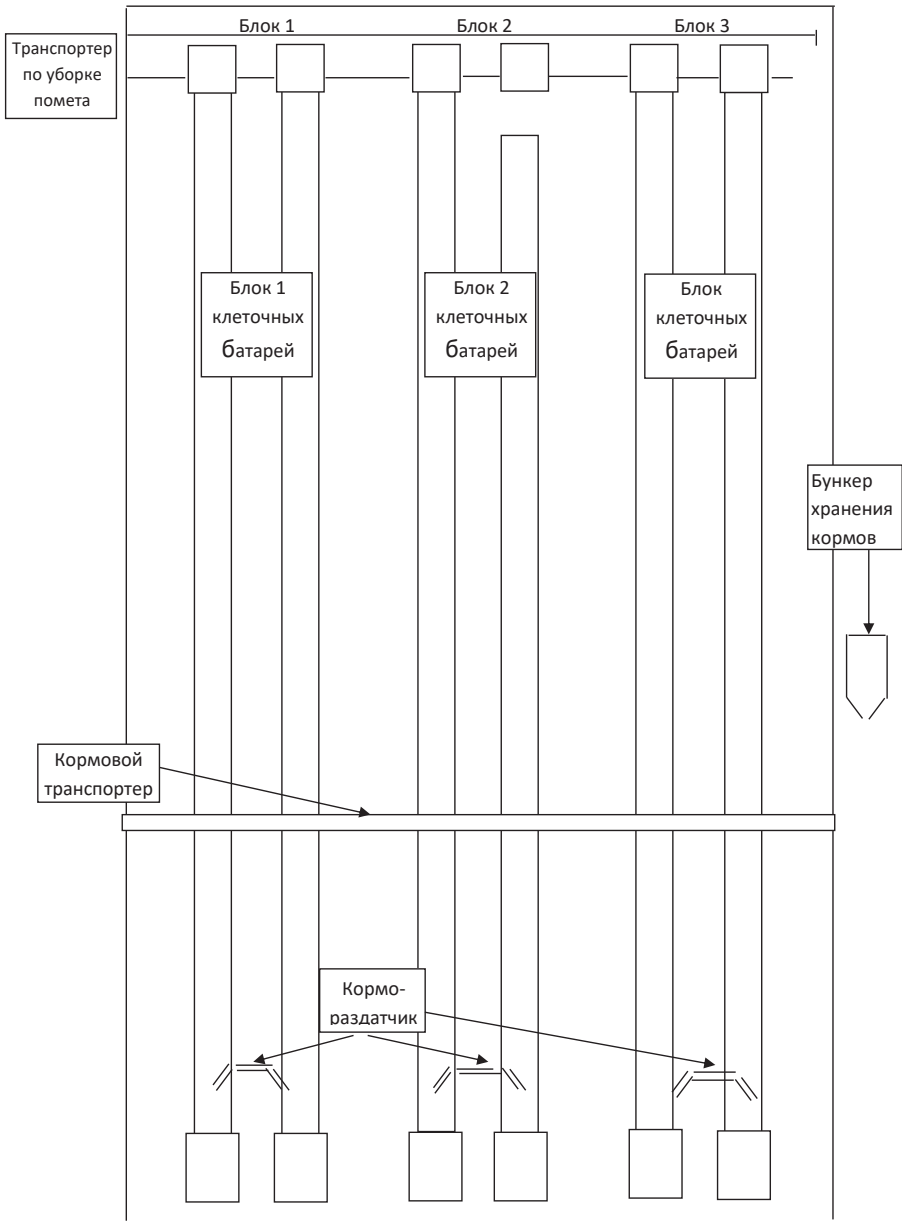 Блок 1
Блок 2
Блок 3
Транспортер
по уборке
помета
Блок 1
клеточных
батарей
Блок 2
клеточных
батарей
Блок
клеточных
батарей
Бункер
хранения
кормов
Кормовой
транспортер
Кормо-
раздатчик